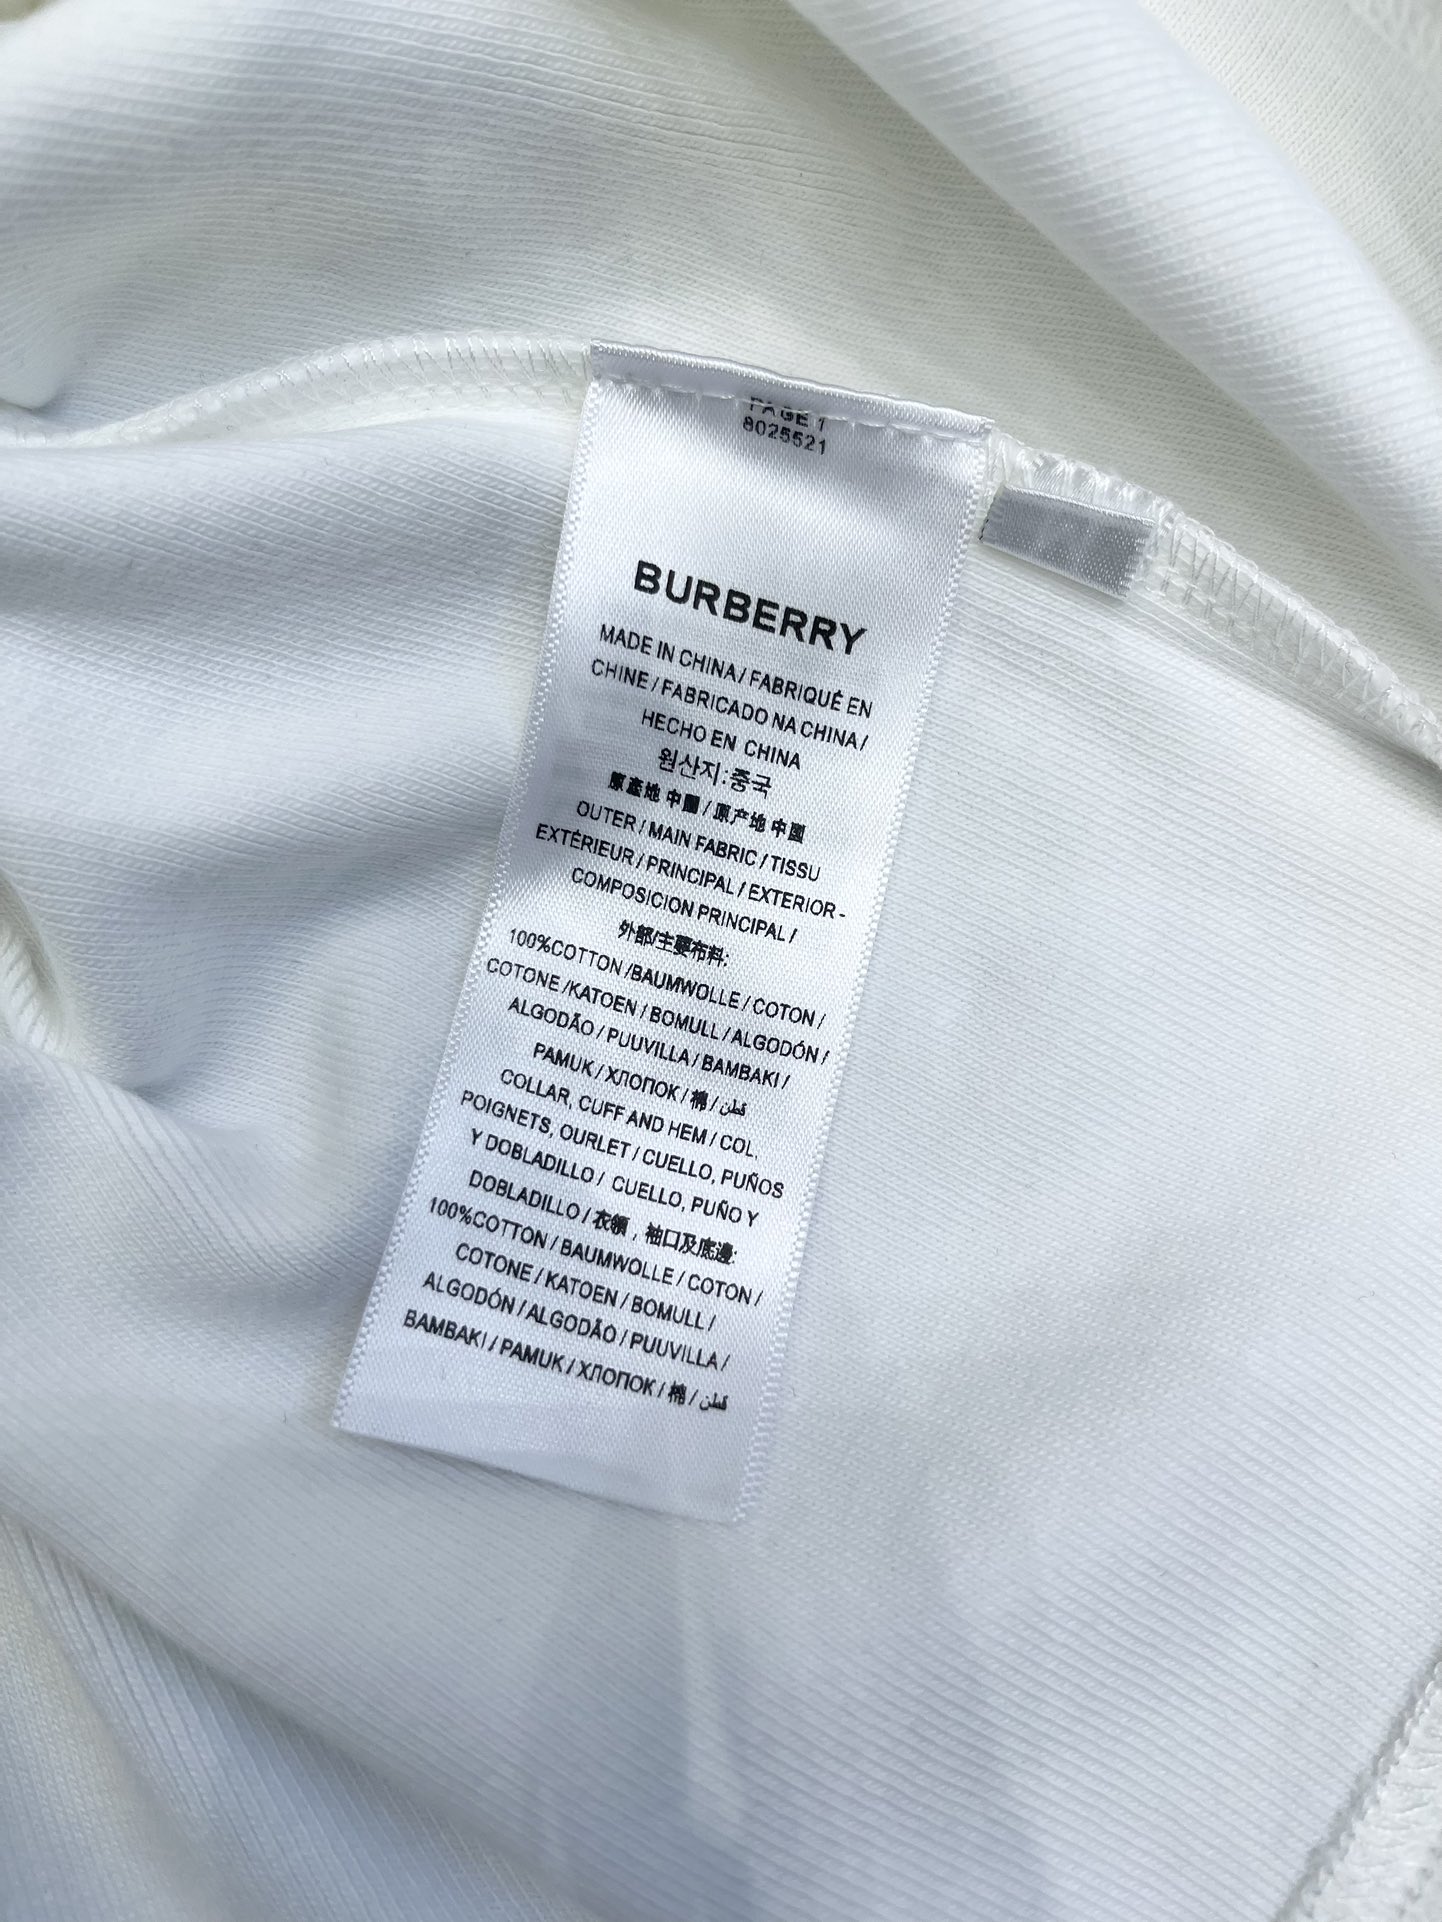 PAGE 1
8025521
BURBERRY
MADE IN CHINA / FABRIQUÉ EN
CHINE / FABRICADO NA CHINA /
HECHO EN CHINA
원산지:중국
原產地 中國 / 原产地 中國
OUTER / MAIN FABRIC / TISSU
EXTÉRIEUR / PRINCIPAL / EXTERIOR -
COMPOSICION PRINCIPAL /
外部/主要布料:
100%COTTON /BAUMWOLLE / COTON /
COTONE /KATOEN / BOMULL / ALGODÓN /
ALGODÃO / PUUVILLA / BAMBAKI /
PAMUK / ХЛОПОК / 棉 / قطن
COLLAR, CUFF AND HEM / COL,
POIGNETS, OURLET / CUELLO, PUÑOS
Y DOBLADILLO / CUELLO, PUÑO Y
DOBLADILLO / 衣領 , 袖口及底邊:
100%COTTON / BAUMWOLLE / COTON /
COTONE / KATOEN / BOMULL /
ALGODÓN / ALGODÃO / PUUVILLA /
BAMBAKI / PAMUK / ХЛОПОК / 棉 / قطن